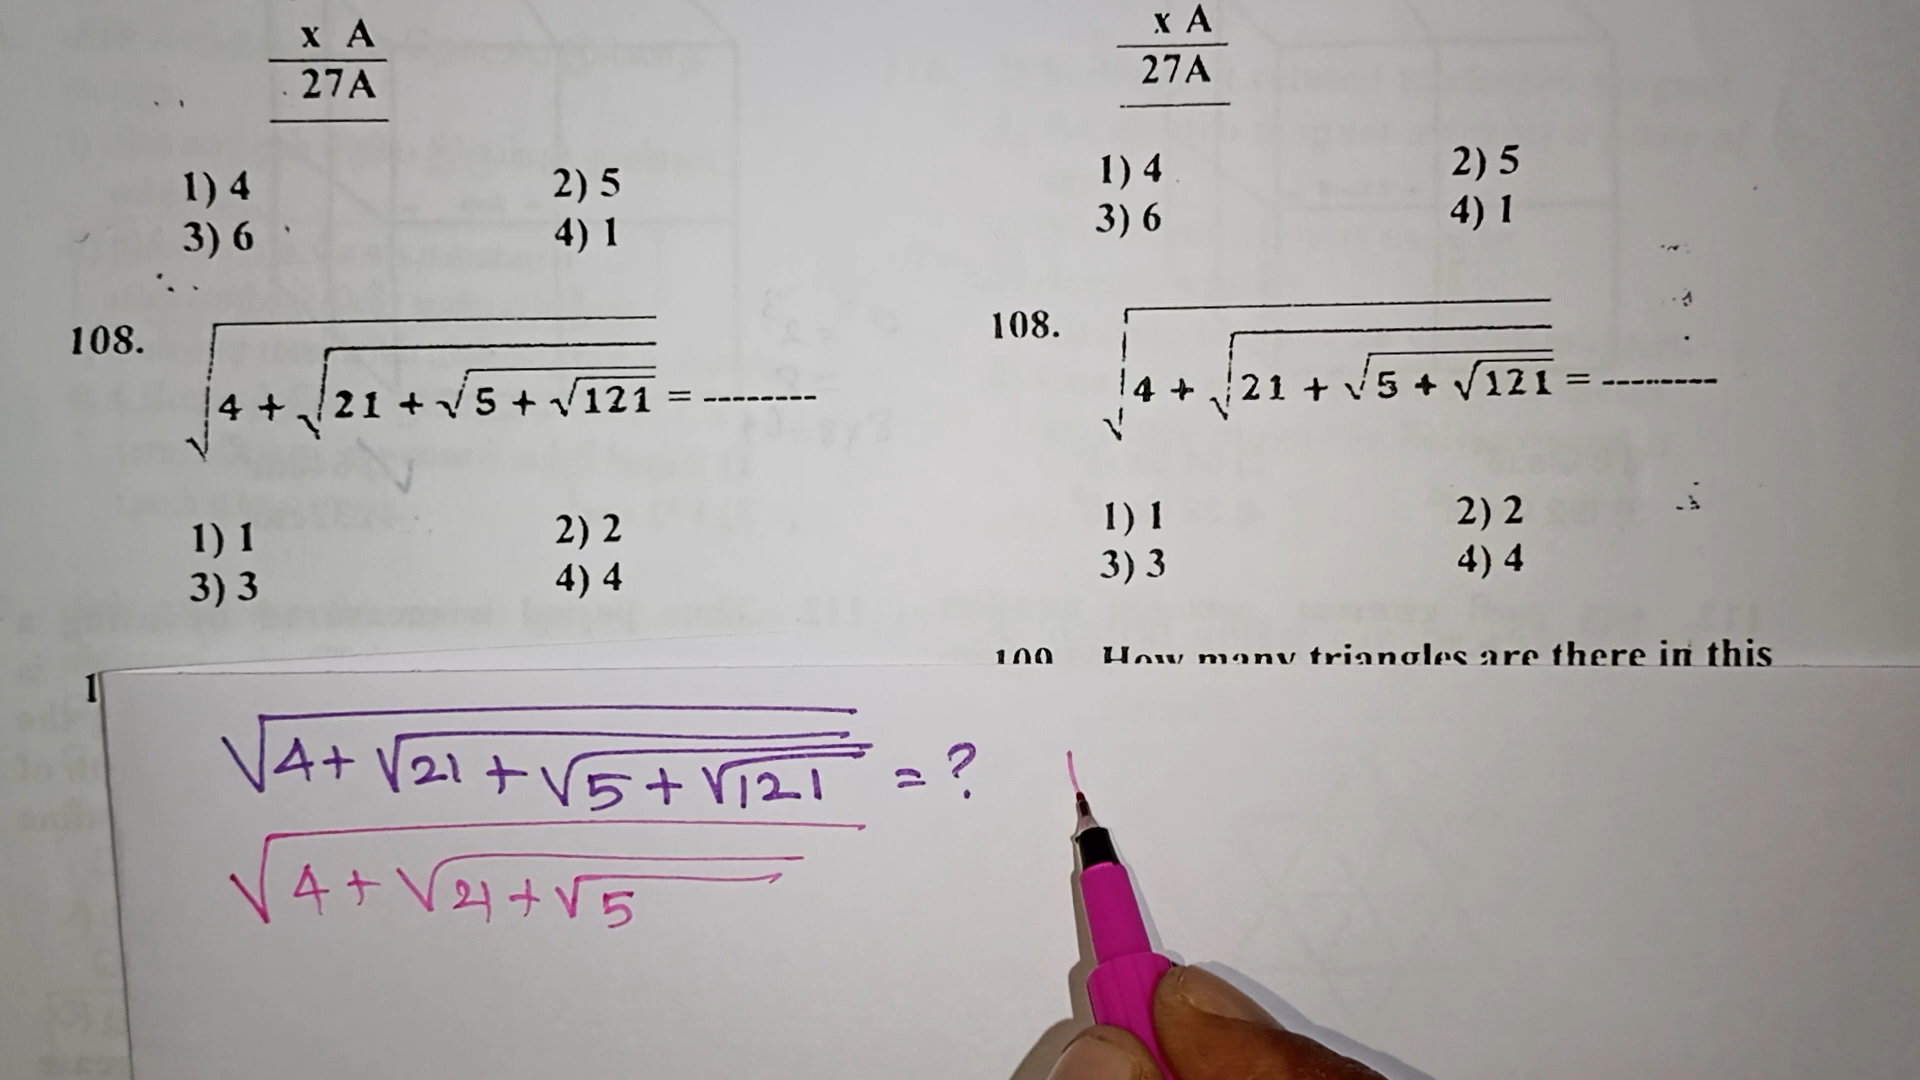 x A
27A
1) 4 2) 5
3) 6 4) 1
108. √4 + √21 + √5 + √121 = --------
1) 1 2) 2
3) 3 4) 4
1
x A
27A
1) 4 2) 5
3) 6 4) 1
108. √4 + √21 + √5 + √121 = --------
1) 1 2) 2
3) 3 4) 4
109 How many triangles are there in this
√4+√21+√5+√121 = ?
√4+√21+√5